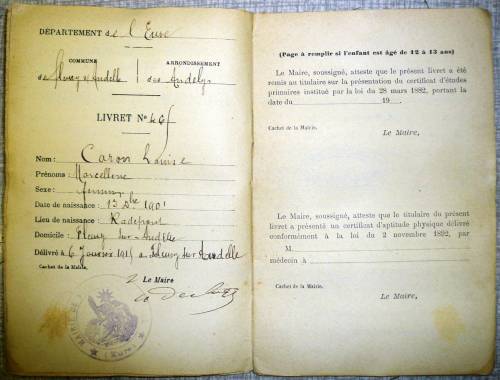 DÉPARTEMENT de l'Eure
COMMUNE
ARRONDISSEMENT
de Fleury s/ Andelle des Andelys
LIVRET No
Nom : Caron Louise
Prénoms : Marcelline
Sexe : féminin
Date de naissance : 13 Xbre 1901
Lieu de naissance : Radepont
Domicile : Fleury sur Andelle
Délivré à le Janvier 1915 à Fleury sur Andelle
Cachet de la Mairie.
Le Maire
MAIRIE DE
(Eure)
(Page à remplir si l'enfant est âgé de 12 à 13 ans)
Le Maire, soussigné, atteste que le présent livret a été
remis au titulaire sur la présentation du certificat d'études
primaires institué par la loi du 28 mars 1882, portant la
date du 19 .
Cachet de la Mairie.
Le Maire,
Le Maire, soussigné, atteste que le titulaire du présent
livret a présenté un certificat d'aptitude physique délivré
conformément à la loi du 2 novembre 1892, par
M.
médecin à
Cachet de la Mairie.
Le Maire,